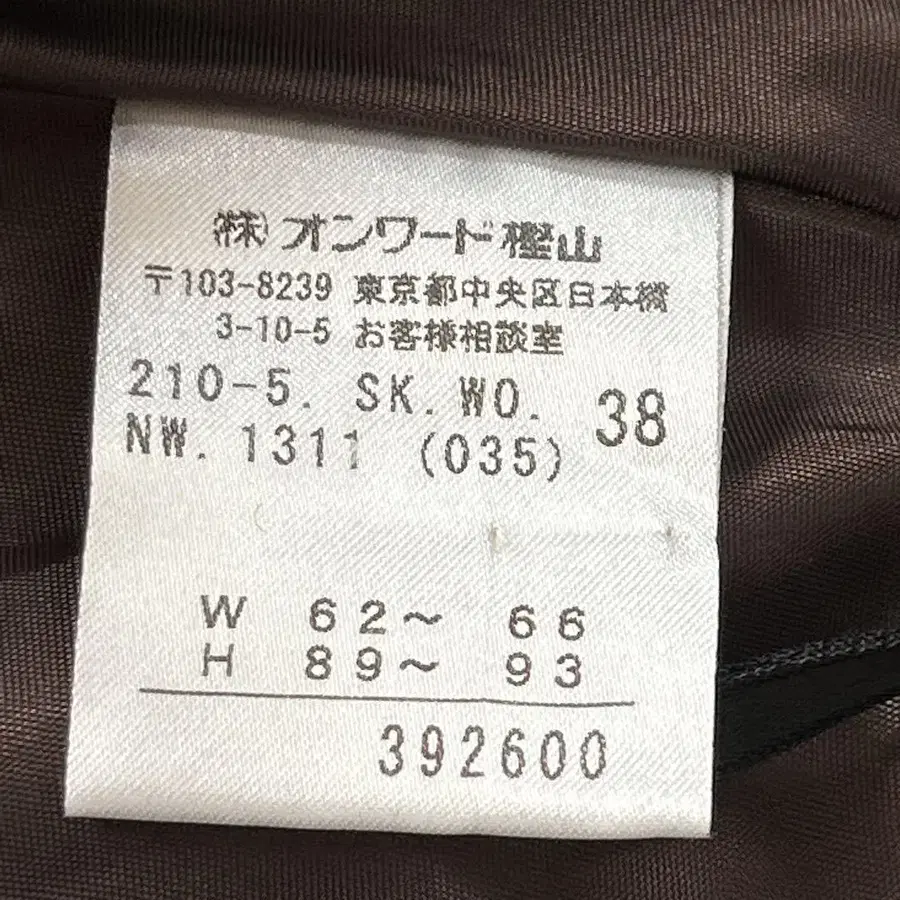 (株)オンワード樫山
〒103-8239 東京都中央区日本橋
3-10-5 お客様相談室
210-5. SK.WO. 38
NW. 1311 (035)
W 62~ 66
H 89~ 93
392600